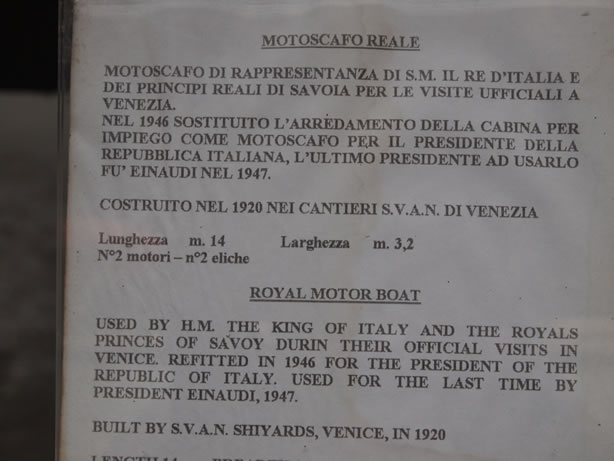 MOTOSCAFO REALE
MOTOSCAFO DI RAPPRESENTANZA DI S.M. IL RE D'ITALIA E
DEI PRINCIPI REALI DI SAVOIA PER LE VISITE UFFICIALI A
VENEZIA.
NEL 1946 SOSTITUITO L'ARREDAMENTO DELLA CABINA PER
IMPIEGO COME MOTOSCAFO PER IL PRESIDENTE DELLA
REPUBBLICA ITALIANA, L'ULTIMO PRESIDENTE AD USARLO
FU' EINAUDI NEL 1947.
COSTRUITO NEL 1920 NEI CANTIERI S.V.A.N. DI VENEZIA
Lunghezza m. 14 Larghezza m. 3,2
N°2 motori – n°2 eliche
ROYAL MOTOR BOAT
USED BY H.M. THE KING OF ITALY AND THE ROYALS
PRINCES OF SAVOY DURIN THEIR OFFICIAL VISITS IN
VENICE. REFITTED IN 1946 FOR THE PRESIDENT OF THE
REPUBLIC OF ITALY. USED FOR THE LAST TIME BY
PRESIDENT EINAUDI, 1947.
BUILT BY S.V.A.N. SHIYARDS, VENICE, IN 1920
LENGTH 14